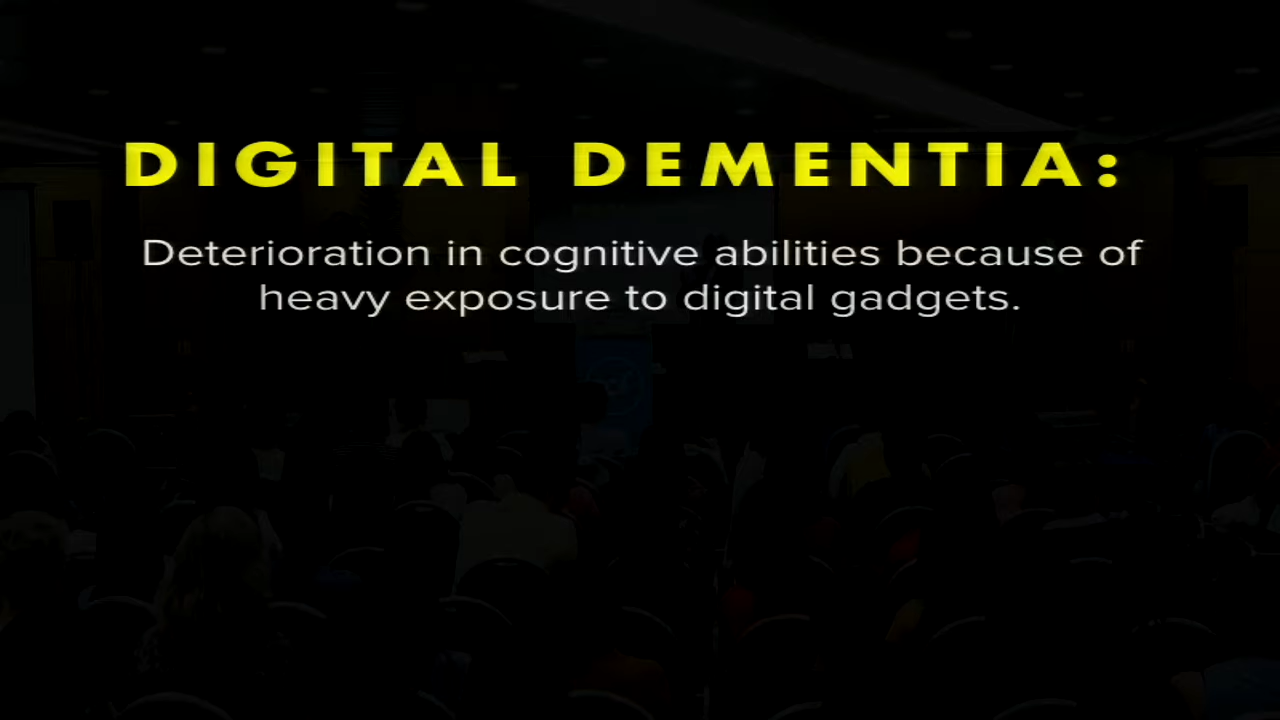 DIGITAL DEMENTIA:
Deterioration in cognitive abilities because of
heavy exposure to digital gadgets.